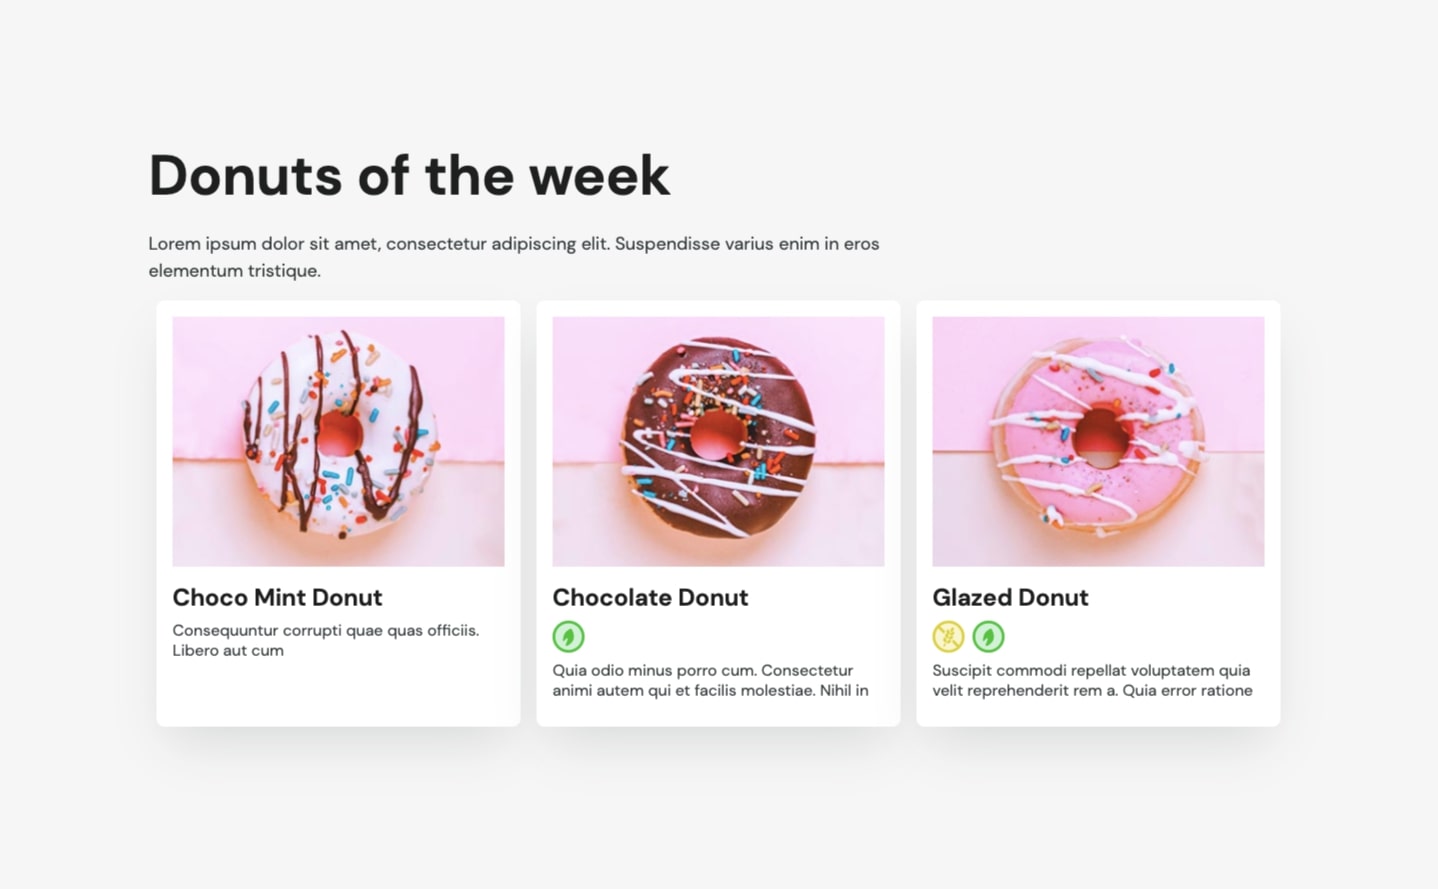 Donuts of the week
Lorem ipsum dolor sit amet, consectetur adipiscing elit. Suspendisse varius enim in eros
elementum tristique.
Choco Mint Donut
Consequuntur corrupti quae quas officiis.
Libero aut cum
Chocolate Donut
Quia odio minus porro cum. Consectetur
animi autem qui et facilis molestiae. Nihil in
Glazed Donut
Suscipit commodi repellat voluptatem quia
velit reprehenderit rem a. Quia error ratione